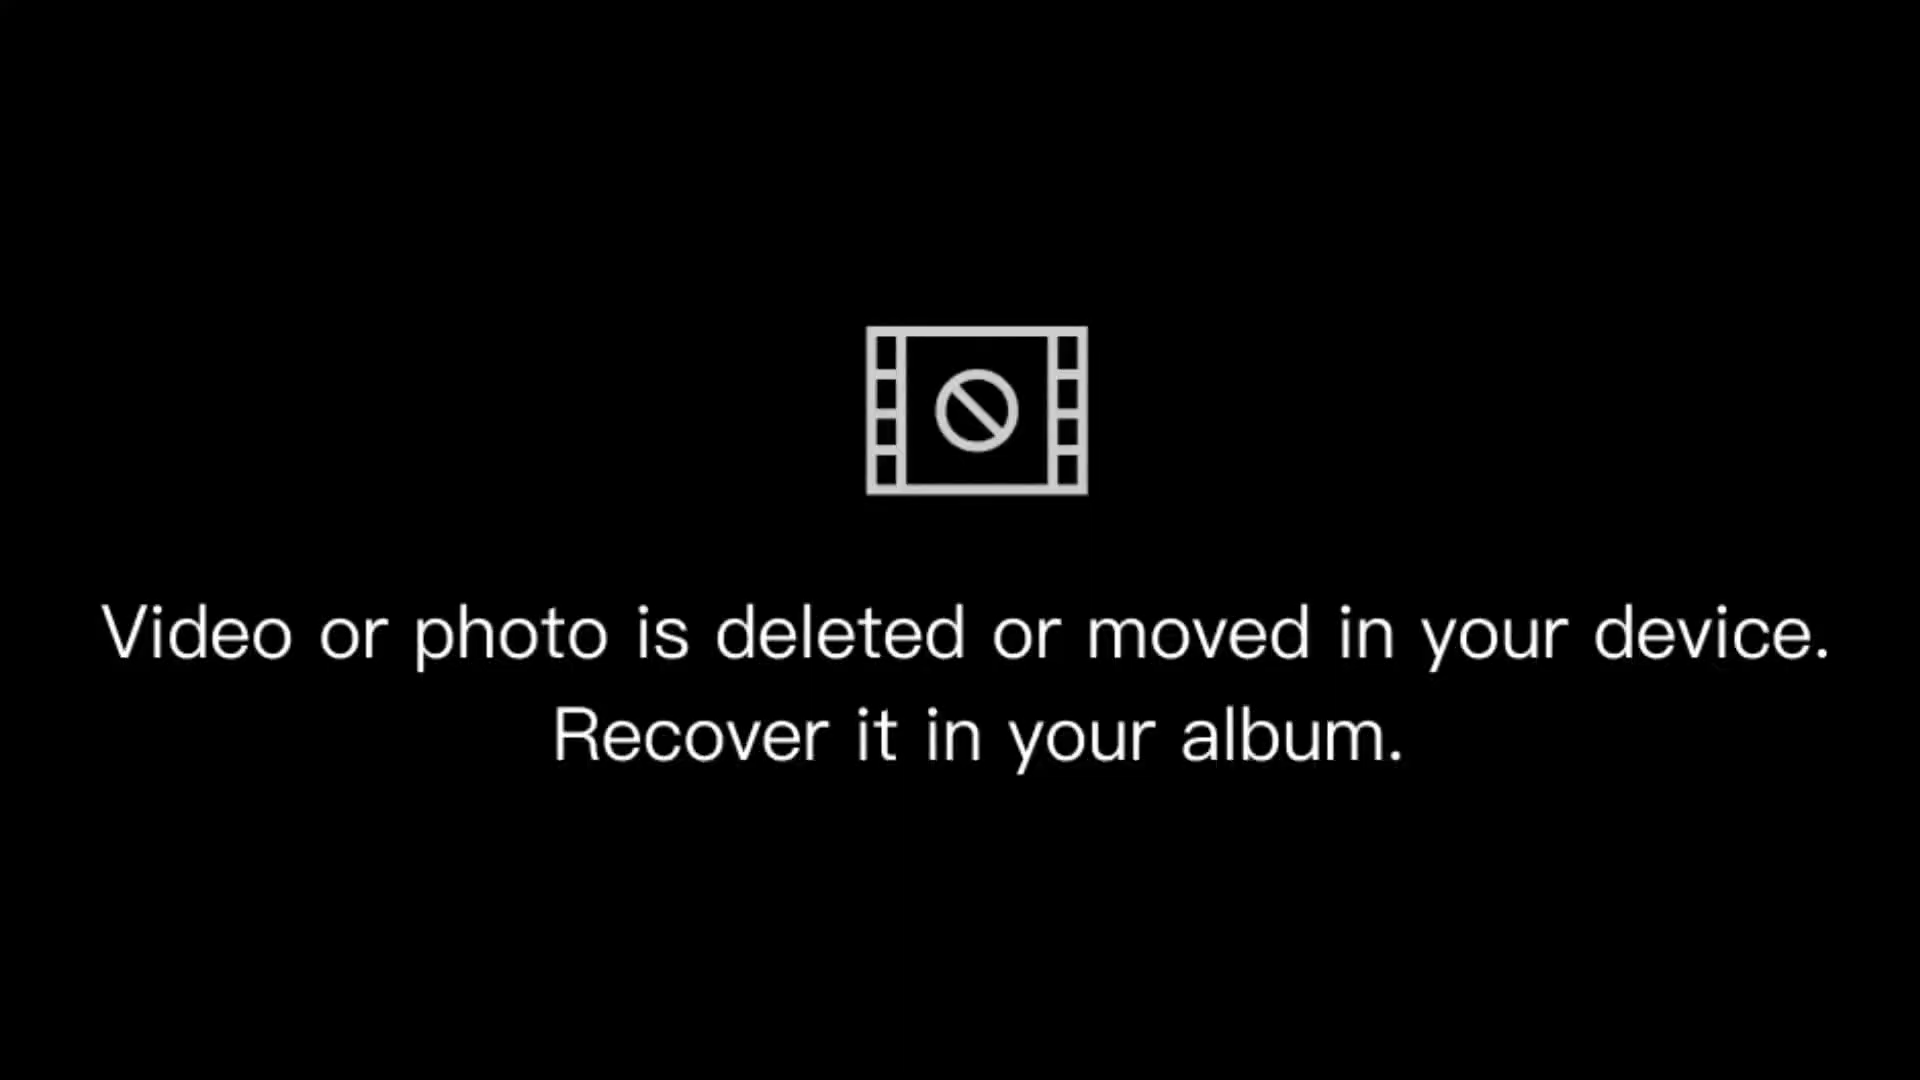 Video or photo is deleted or moved in your device.
Recover it in your album.